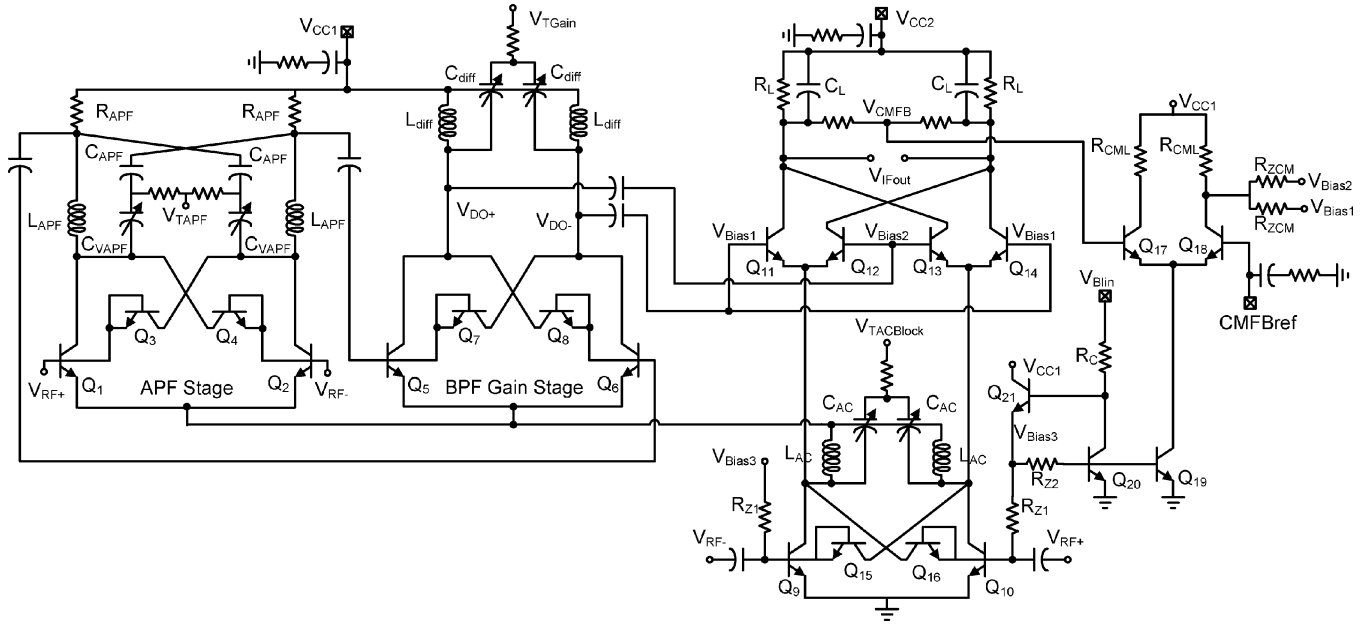 V_CC1
V_TGain
V_CC2
C_diff
C_diff
R_APF
R_APF
L_diff
L_diff
R_L
C_L
C_L
R_L
V_CMFB
V_CC1
C_APF
C_APF
R_CML
R_CML
R_ZCM
V_Bias2
V_IFout
V_TAPF
L_APF
L_APF
V_DO+
V_DO-
V_Bias1
R_ZCM
C_VAPF
C_VAPF
V_Bias1
V_Bias2
V_Bias1
Q_17
Q_18
Q_11
Q_12
Q_13
Q_14
V_Blin
CMFBref
Q_3
Q_4
Q_7
Q_8
V_TACBlock
R_C
V_CC1
V_RF+
Q_1
APF Stage
Q_2
V_RF-
Q_5
BPF Gain Stage
Q_6
Q_21
C_AC
C_AC
V_Bias3
V_Bias3
L_AC
L_AC
R_Z2
Q_20
Q_19
R_Z1
R_Z1
V_RF-
V_RF+
Q_15
Q_16
Q_9
Q_10